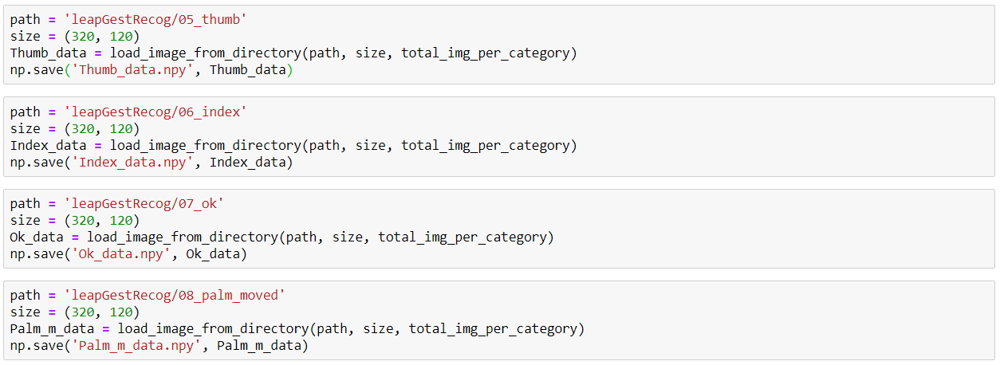 path = 'leapGestRecog/05_thumb'
size = (320, 120)
Thumb_data = load_image_from_directory(path, size, total_img_per_category)
np.save('Thumb_data.npy', Thumb_data)
path = 'leapGestRecog/06_index'
size = (320, 120)
Index_data = load_image_from_directory(path, size, total_img_per_category)
np.save('Index_data.npy', Index_data)
path = 'leapGestRecog/07_ok'
size = (320, 120)
Ok_data = load_image_from_directory(path, size, total_img_per_category)
np.save('Ok_data.npy', Ok_data)
path = 'leapGestRecog/08_palm_moved'
size = (320, 120)
Palm_m_data = load_image_from_directory(path, size, total_img_per_category)
np.save('Palm_m_data.npy', Palm_m_data)